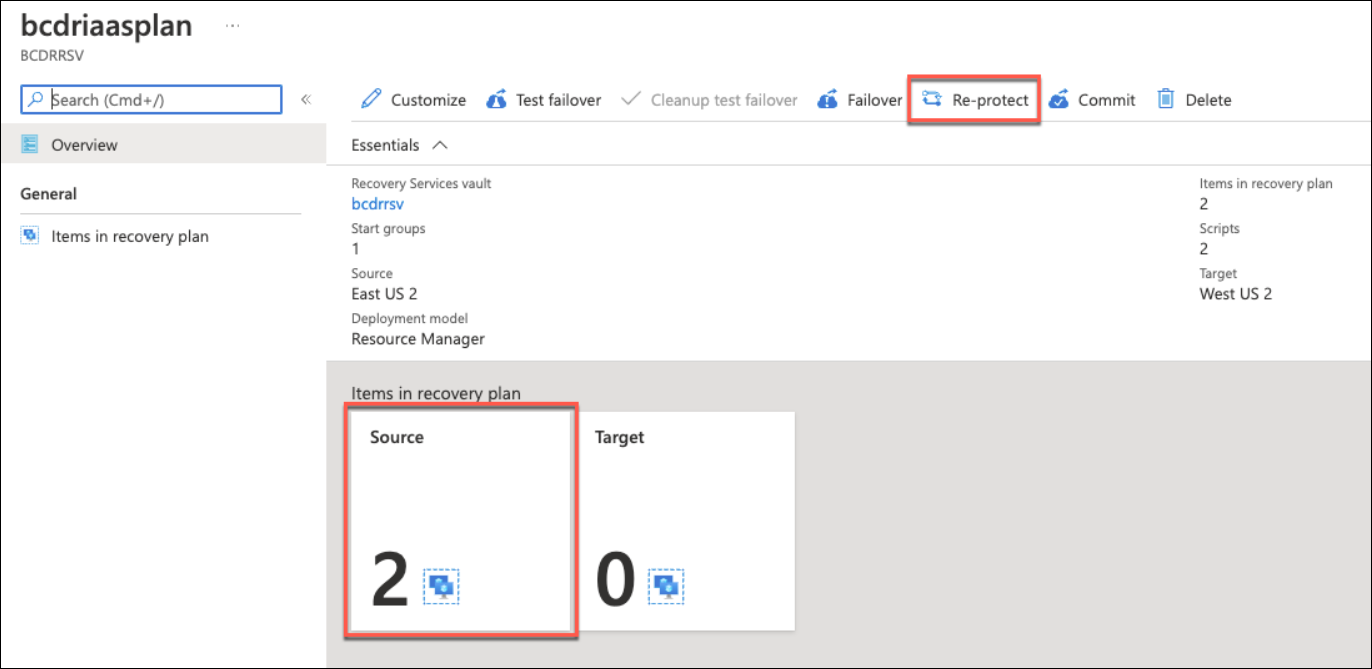 bcdriaasplan ...
BCDRRSV
Search (Cmd+/) «
Customize Test failover Cleanup test failover Failover Re-protect Commit Delete
Overview
Essentials
General
Items in recovery plan
Recovery Services vault
bcdrrsv
Start groups
1
Source
East US 2
Deployment model
Resource Manager
Items in recovery plan
2
Scripts
2
Target
West US 2
Items in recovery plan
Source
2
Target
0